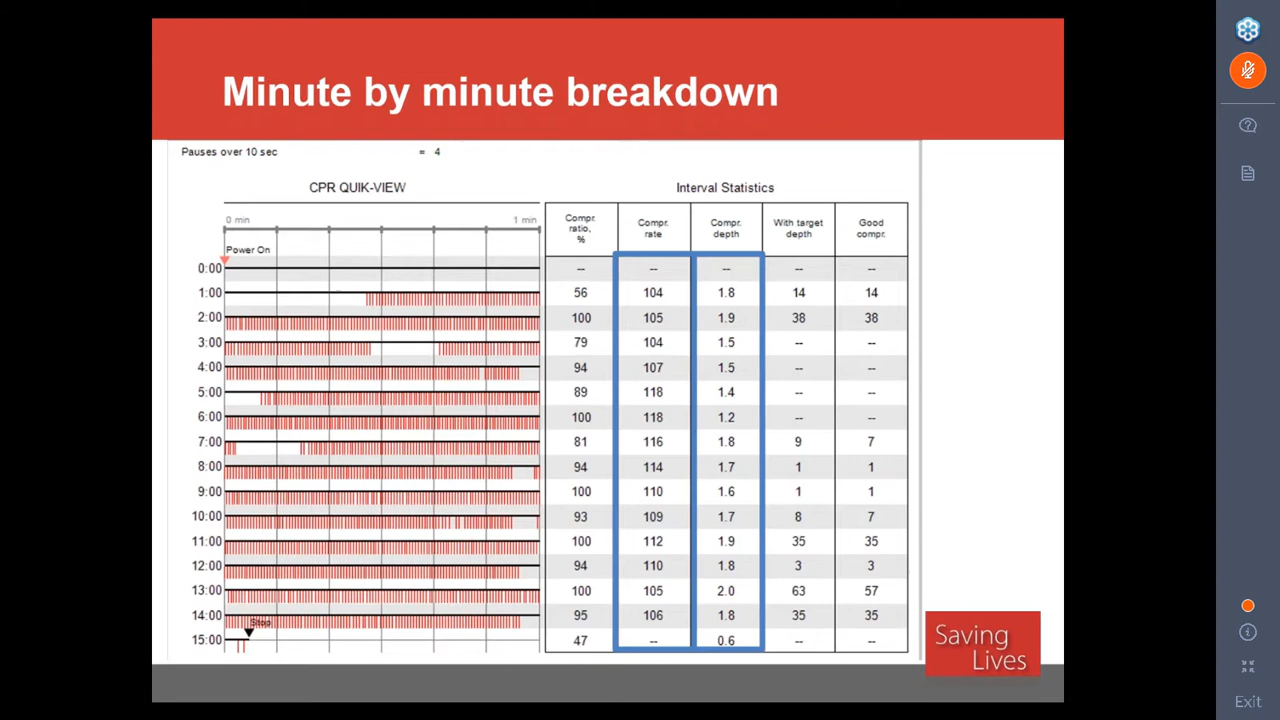 Minute by minute breakdown
Pauses over 10 sec = 4
CPR QUIK-VIEW
Interval Statistics
0 min 1 min
Compr. ratio, % Compr. rate Compr. depth With target depth Good compr.
Power On
0:00 -- -- -- -- --
1:00 56 104 1.8 14 14
2:00 100 105 1.9 38 38
3:00 79 104 1.5 -- --
4:00 94 107 1.5 -- --
5:00 89 118 1.4 -- --
6:00 100 118 1.2 -- --
7:00 81 116 1.8 9 7
8:00 94 114 1.7 1 1
9:00 100 110 1.6 1 1
10:00 93 109 1.7 8 7
11:00 100 112 1.9 35 35
12:00 94 110 1.8 3 3
13:00 100 105 2.0 63 57
14:00 95 106 1.8 35 35
Stop
15:00 47 -- 0.6 -- --
Saving
Lives
Exit